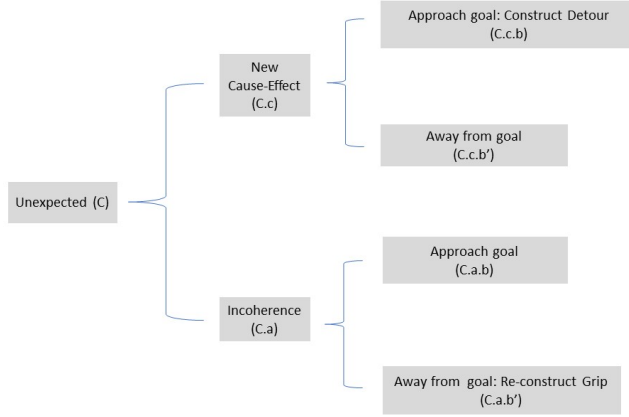 Approach goal: Construct Detour
(C.c.b)
New
Cause-Effect
(C.c)
Away from goal
(C.c.b’)
Unexpected (C)
Approach goal
(C.a.b)
Incoherence
(C.a)
Away from goal: Re-construct Grip
(C.a.b’)